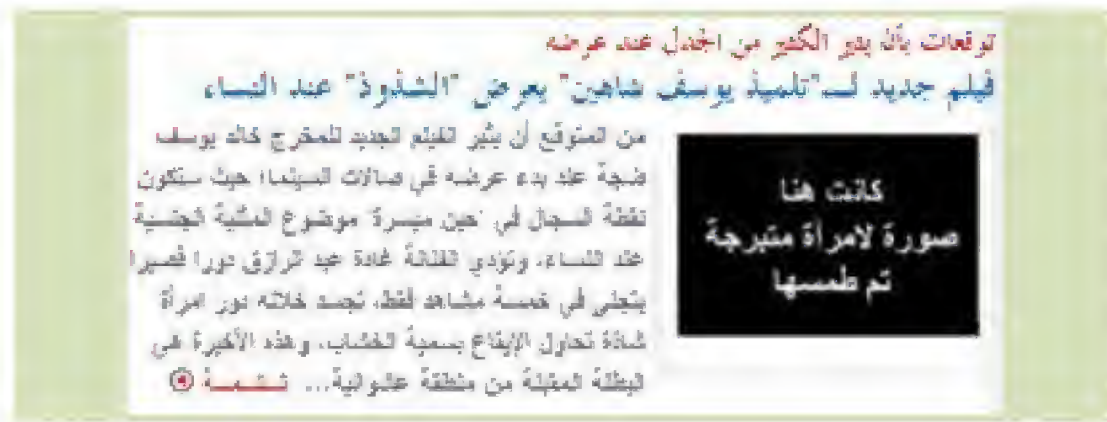 توقعات بأن يثير الكثير من الجدل عند عرضه
فيلم جديد لـ"تلميذ يوسف شاهين" يعرض "الشذوذ" عند النساء
من المتوقع أن يثير الفيلم الجديد للمخرج خالد يوسف
ضجة عند بدء عرضه في صالات السينما؛ حيث ستكون
نقطة السجال في "حين ميسرة" موضوع المثلية الجنسية
عند النساء، وتؤدي الفنانة غادة عبد الرازق دورا قصيرا
يتجلى في خمسة مشاهد فقط، تجسد خلاله دور امرأة
شاذة تحاول الإيقاع بسمية الخشاب، وهذه الأخيرة هي
البطلة المقبلة من منطقة عشوائية... تـتـمـــة
كانت هنا
صورة لامرأة متبرجة
تم طمسها